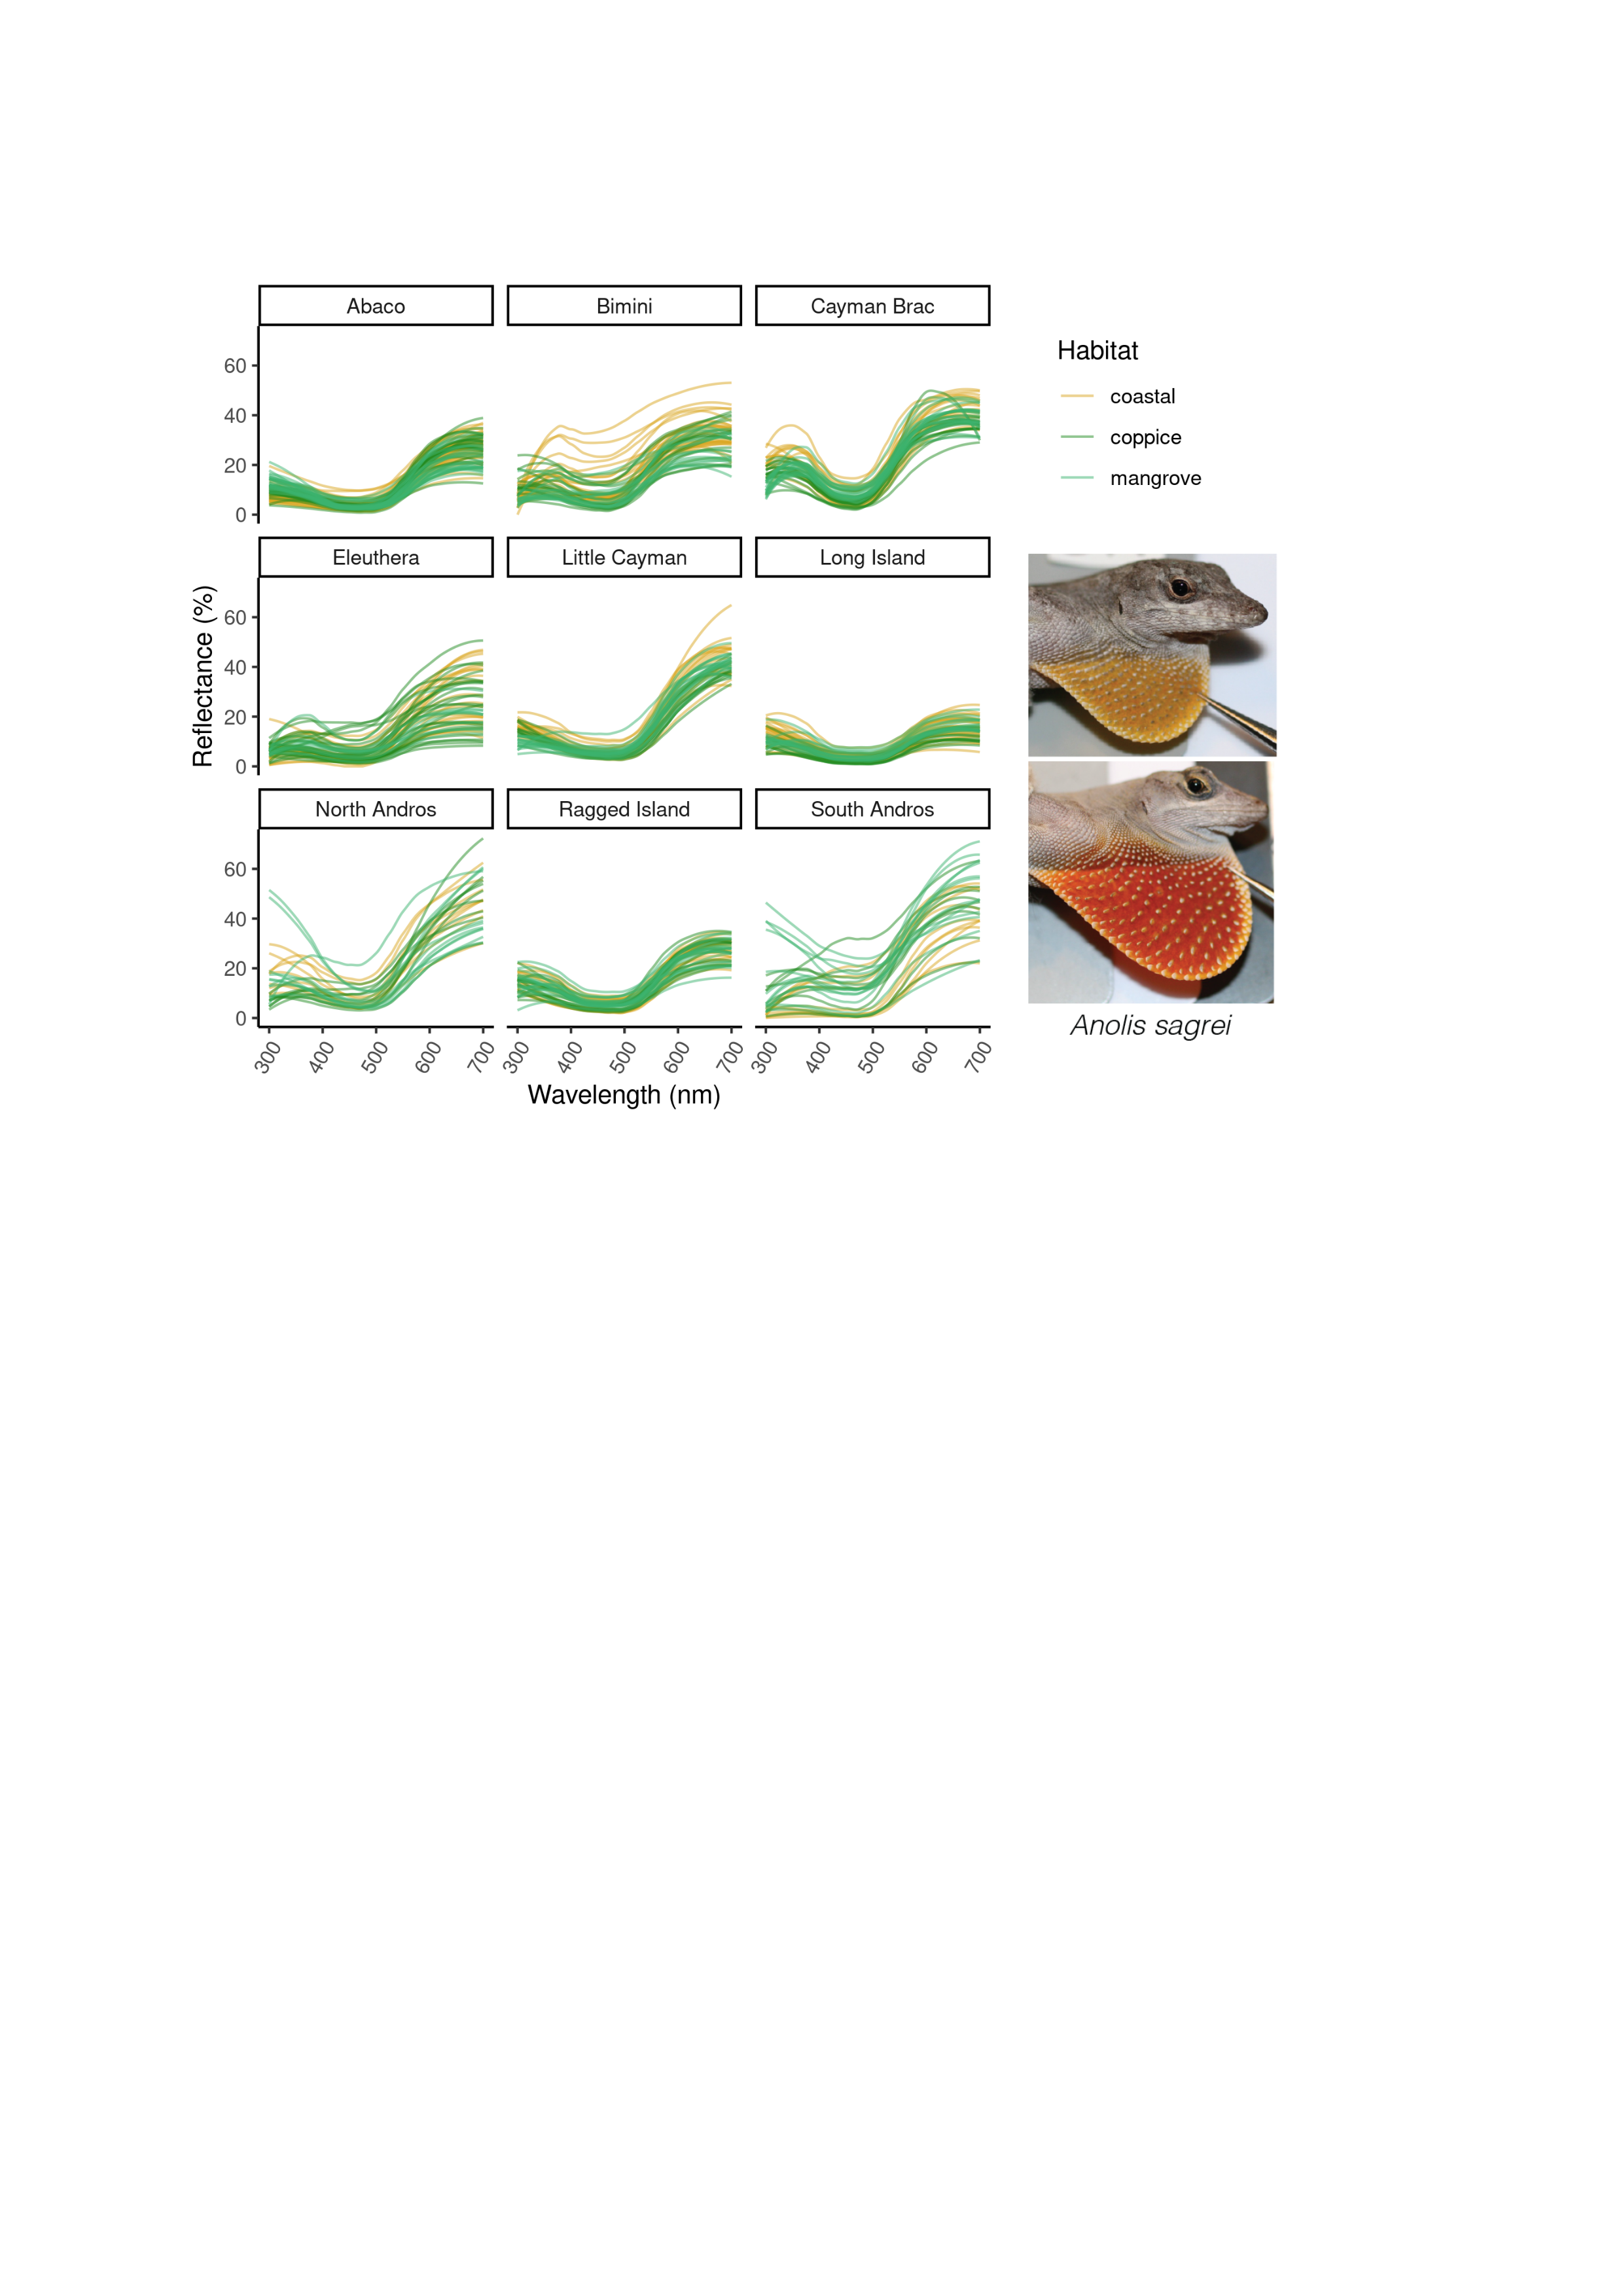 Abaco
Bimini
Cayman Brac
60
40
20
0
Eleuthera
Little Cayman
Long Island
60
40
20
0
North Andros
Ragged Island
South Andros
60
40
20
0
300 400 500 600 700
300 400 500 600 700
300 400 500 600 700
Wavelength (nm)
Reflectance (%)
Habitat
coastal
coppice
mangrove
Anolis sagrei